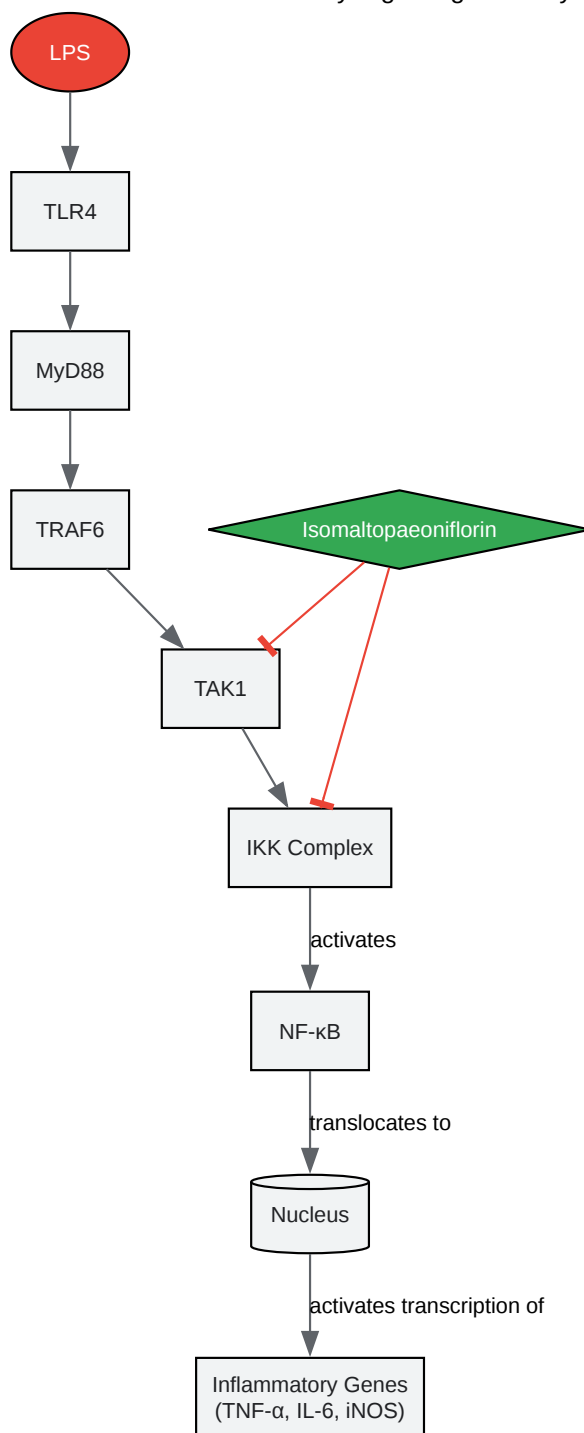 LPS
TLR4
MyD88
TRAF6
Isomaltopaeoniflorin
TAK1
IKK Complex
activates
NF-κB
translocates to
Nucleus
activates transcription of
Inflammatory Genes
(TNF-α, IL-6, iNOS)